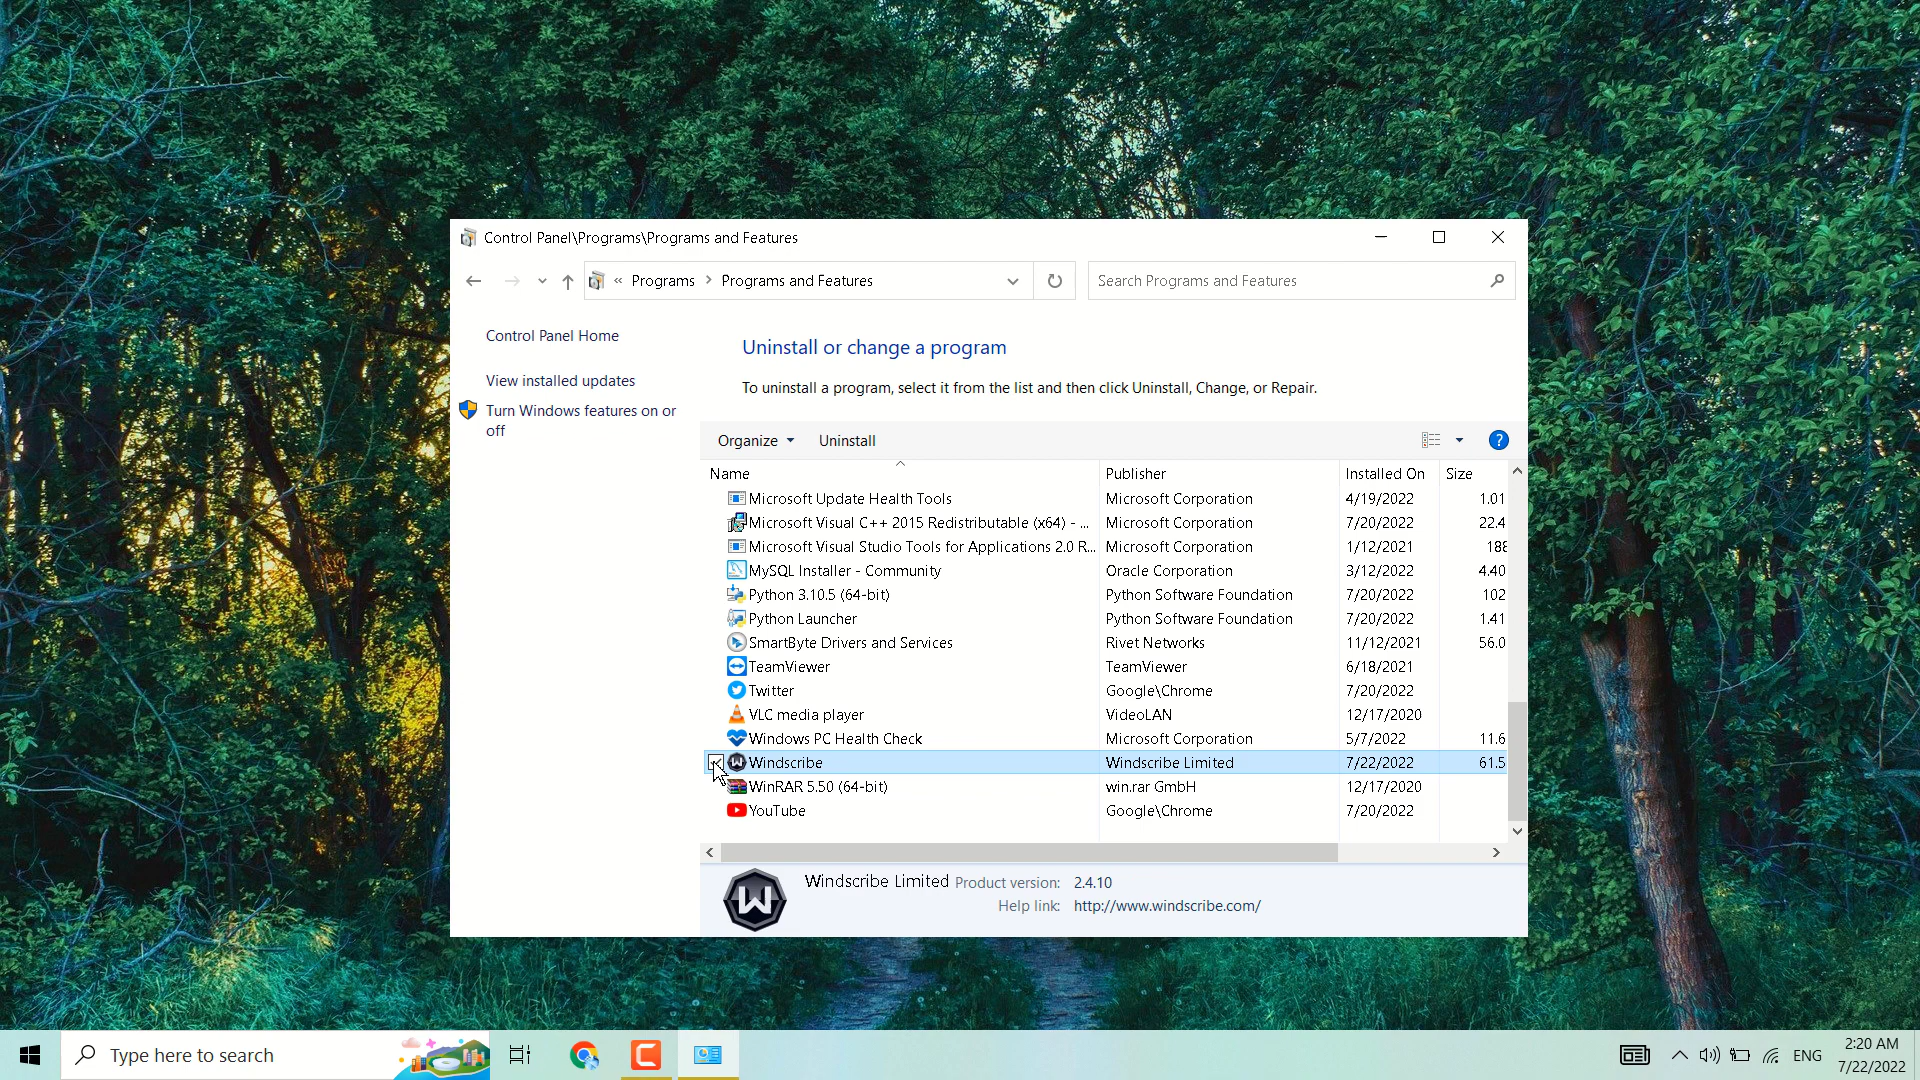 Control Panel\Programs\Programs and Features
« Programs > Programs and Features
Search Programs and Features
Control Panel Home
View installed updates
Turn Windows features on or
off
Uninstall or change a program
To uninstall a program, select it from the list and then click Uninstall, Change, or Repair.
Organize Uninstall
?
Name Publisher Installed On Size
Microsoft Update Health Tools Microsoft Corporation 4/19/2022 1.01
Microsoft Visual C++ 2015 Redistributable (x64) - ... Microsoft Corporation 7/20/2022 22.4
Microsoft Visual Studio Tools for Applications 2.0 R... Microsoft Corporation 1/12/2021 188
MySQL Installer - Community Oracle Corporation 3/12/2022 4.40
Python 3.10.5 (64-bit) Python Software Foundation 7/20/2022 102
Python Launcher Python Software Foundation 7/20/2022 1.41
SmartByte Drivers and Services Rivet Networks 11/12/2021 56.0
TeamViewer TeamViewer 6/18/2021
Twitter Google\Chrome 7/20/2022
VLC media player VideoLAN 12/17/2020
Windows PC Health Check Microsoft Corporation 5/7/2022 11.6
Windscribe Windscribe Limited 7/22/2022 61.5
WinRAR 5.50 (64-bit) win.rar GmbH 12/17/2020
YouTube Google\Chrome 7/20/2022
W
Windscribe Limited Product version: 2.4.10
Help link: http://www.windscribe.com/
Type here to search
ENG
2:20 AM
7/22/2022